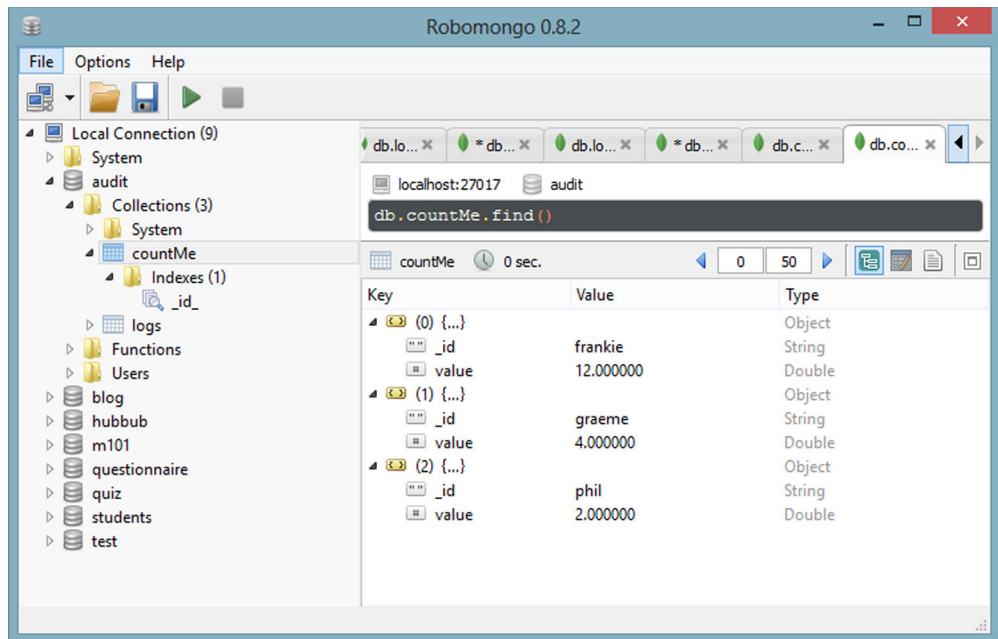 Robomongo 0.8.2
File Options Help
Local Connection (9)
System
audit
Collections (3)
System
countMe
Indexes (1)
_id_
logs
Functions
Users
blog
hubbub
m101
questionnaire
quiz
students
test
db.lo... * db... db.lo... * db... db.c... db.co...
localhost:27017 audit
db.countMe.find()
countMe 0 sec. 0 50
Key Value Type
(0) {...} Object
_id frankie String
value 12.000000 Double
(1) {...} Object
_id graeme String
value 4.000000 Double
(2) {...} Object
_id phil String
value 2.000000 Double